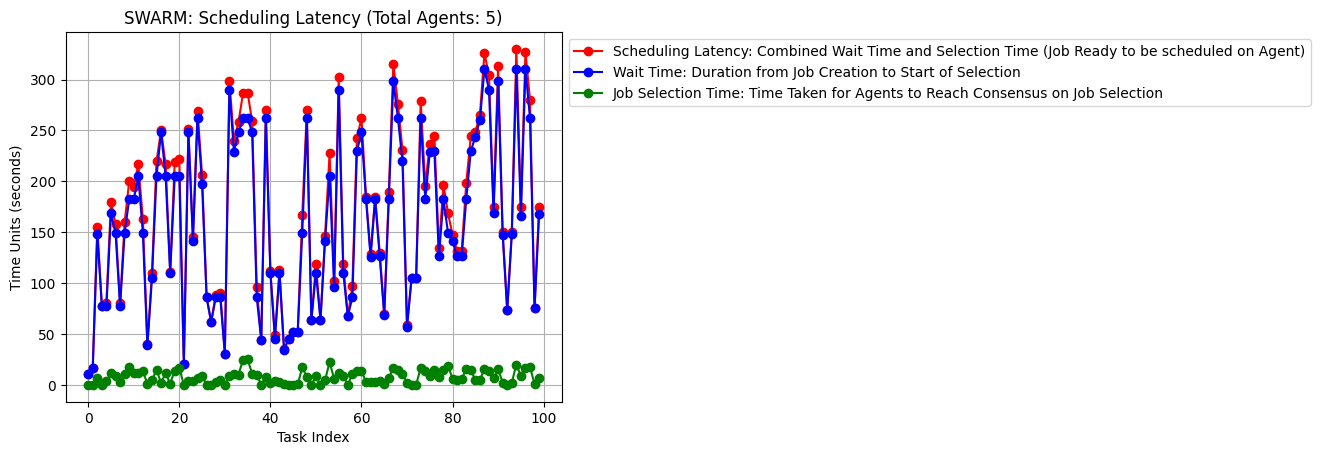 SWARM: Scheduling Latency (Total Agents: 5)
Scheduling Latency: Combined Wait Time and Selection Time (Job Ready to be scheduled on Agent)
Wait Time: Duration from Job Creation to Start of Selection
Job Selection Time: Time Taken for Agents to Reach Consensus on Job Selection
Time Units (seconds)
300
250
200
150
100
50
0
0 20 40 60 80 100
Task Index